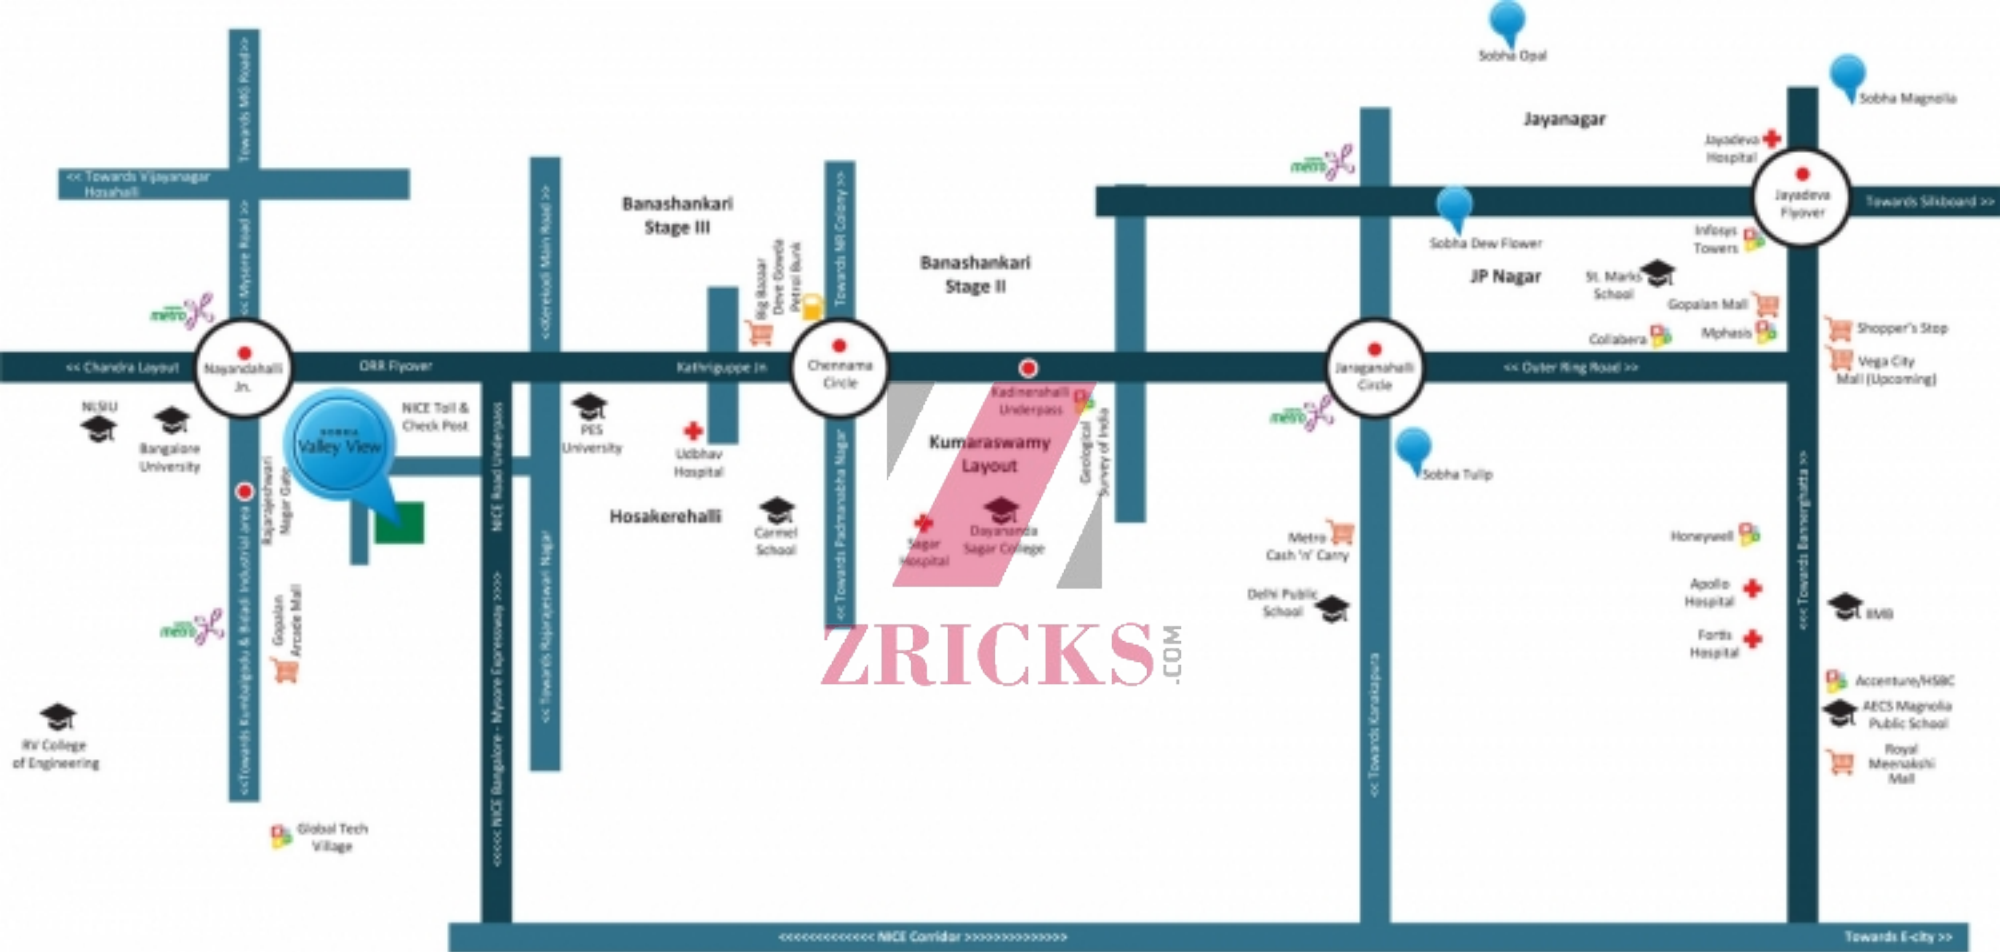 Sobha Opal
Sobha Magnolia
Towards MG Road>>
Jayanagar
Jayadeva
Hospital
<< Towards Vijayanagar
Hosahalli
metro
Jayadeva
Flyover
Towards Silkboard >>
Banashankari
Stage III
<<Kerekodi Main Road >>
Towards NR Colony >>
<< Mysore Road >>
Sobha Dew Flower
Infosys
Towers
Banashankari
Stage II
JP Nagar
St. Marks
School
Big Bazaar
Deve Gowda
Petrol Bunk
metro
Gopalan Mall
Collabera
Mphasis
Shopper's Stop
Vega City
Mall (Upcoming)
<< Chandra Layout
Nayandahalli
Jn.
ORR Flyover
Kathriguppe Jn
Chennama
Circle
Jaraganahalli
Circle
<< Outer Ring Road >>
Kadinerahalli
Underpass
NLSIU
Bangalore
University
SOBHA
Valley View
NICE Toll &
Check Post
NICE Road Underpass
PES
University
Udbhav
Hospital
Kumaraswamy
Layout
Geological
Survey of India
metro
Sobha Tulip
Rajarajeshwari
Nagar Gate
Hosakerehalli
Carmel
School
<< Towards Padmanabha Nagar
Sagar
Hospital
Dayananda
Sagar College
Metro
Cash 'n' Carry
Honeywell
Delhi Public
School
Apollo
Hospital
Fortis
Hospital
<< Towards Bannerghatta >>
IIMB
<<Towards Kumbalgodu & Bidadi Industrial area
metro
Gopalan
Arcade Mall
<<<<< NICE Bangalore - Mysore Expressway >>>>
<< Towards Rajarajeswari Nagar
ZRICKS.COM
<< Towards Kanakapura
Accenture/HSBC
AECS Magnolia
Public School
Royal
Meenakshi
Mall
RV College
of Engineering
Global Tech
Village
<<<<<<<<<<<<< NICE Corridor >>>>>>>>>>>>>>
Towards E-city >>